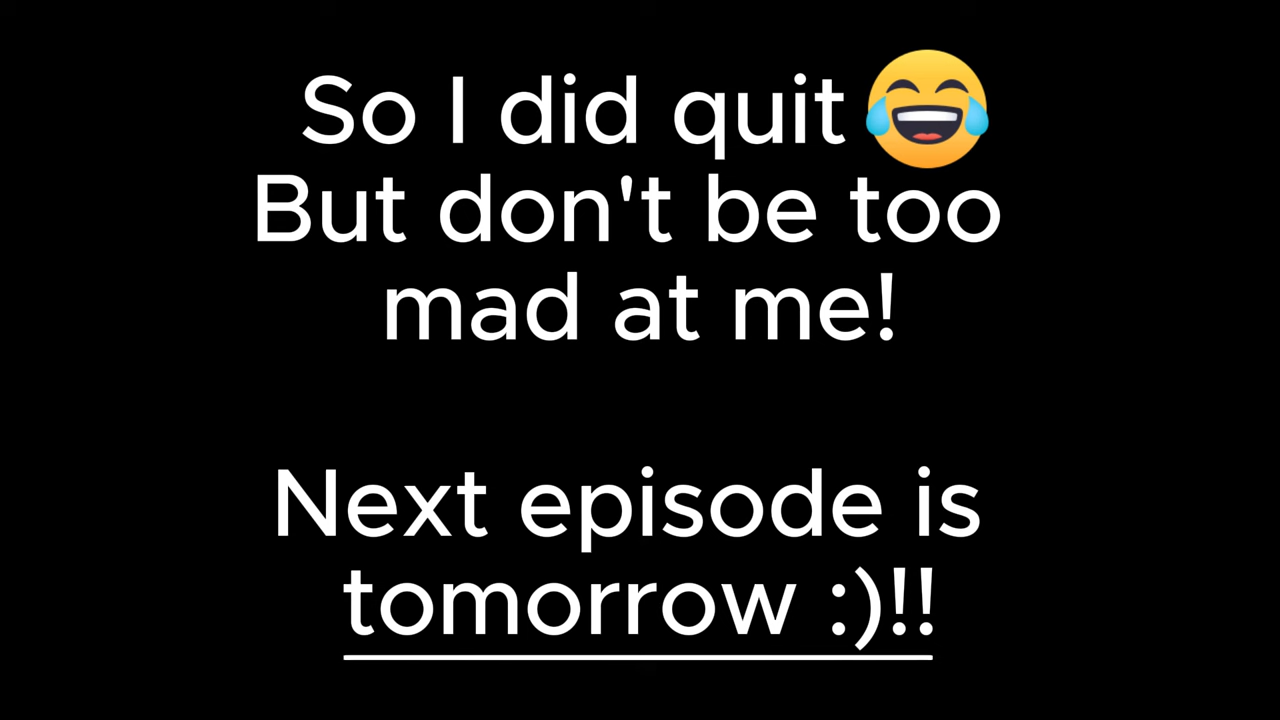 So I did quit😂
But don't be too
mad at me!
Next episode is
tomorrow :)!!